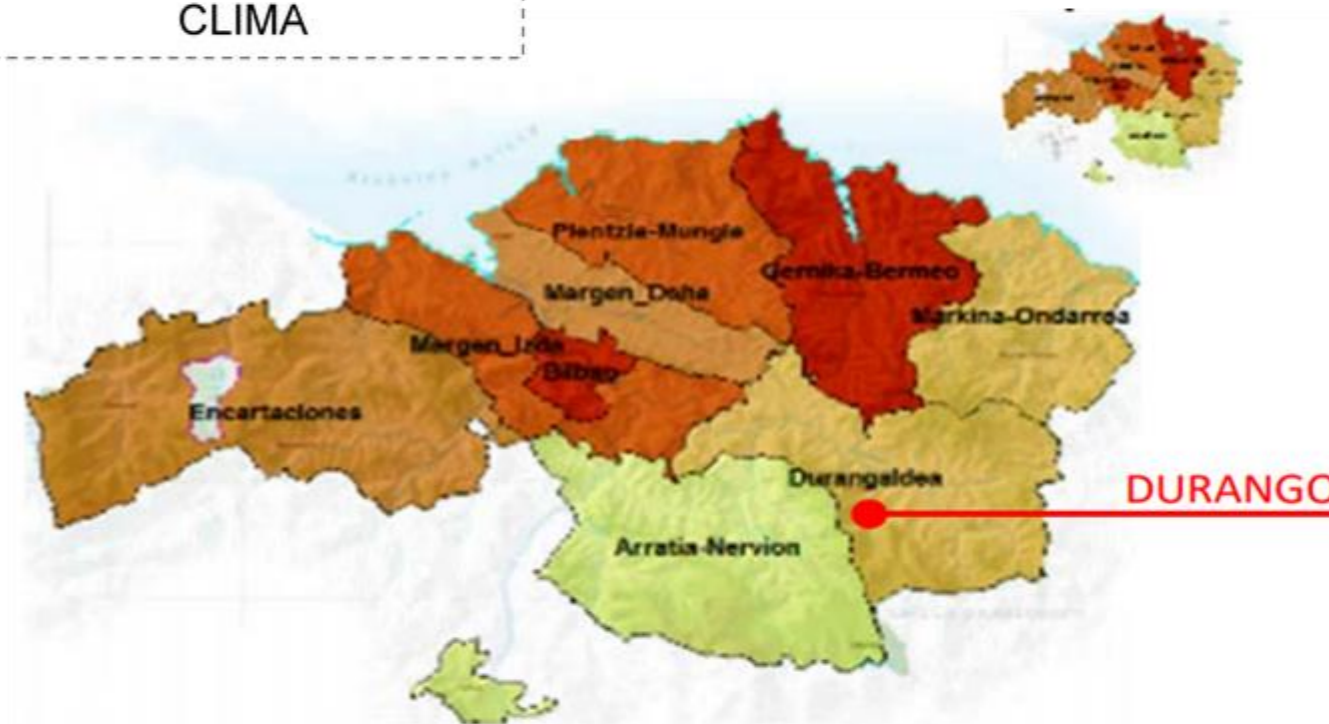 CLIMA
Plentzia-Mungia
Gernika-Bermeo
Margen_Dcha
Markina-Ondarroa
Margen_Izda
Bilbao
Encartaciones
Durangaldea
DURANGO
Arratia-Nervion